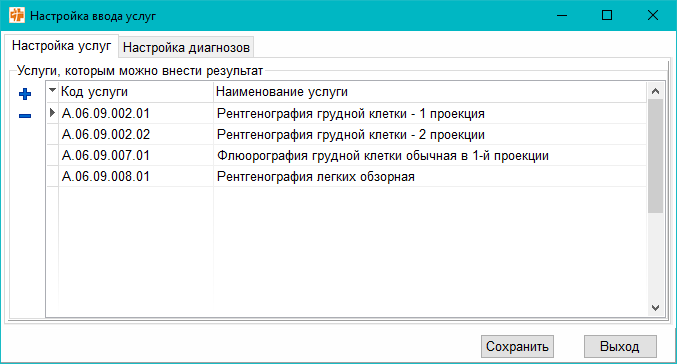 Настройка ввода услуг
Настройка услуг Настройка диагнозов
Услуги, которым можно внести результат
Код услуги Наименование услуги
A.06.09.002.01 Рентгенография грудной клетки - 1 проекция
A.06.09.002.02 Рентгенография грудной клетки - 2 проекции
A.06.09.007.01 Флюорография грудной клетки обычная в 1-й проекции
A.06.09.008.01 Рентгенография легких обзорная
Сохранить Выход